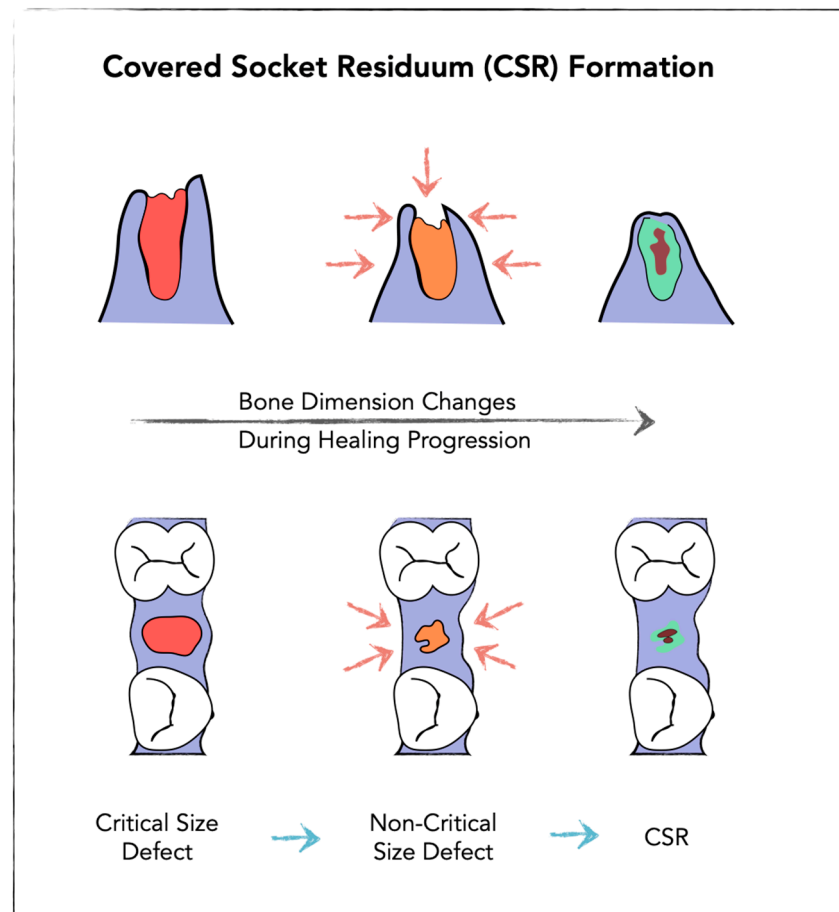 Covered Socket Residuum (CSR) Formation
Bone Dimension Changes
During Healing Progression
Critical Size
Defect
Non-Critical
Size Defect
CSR